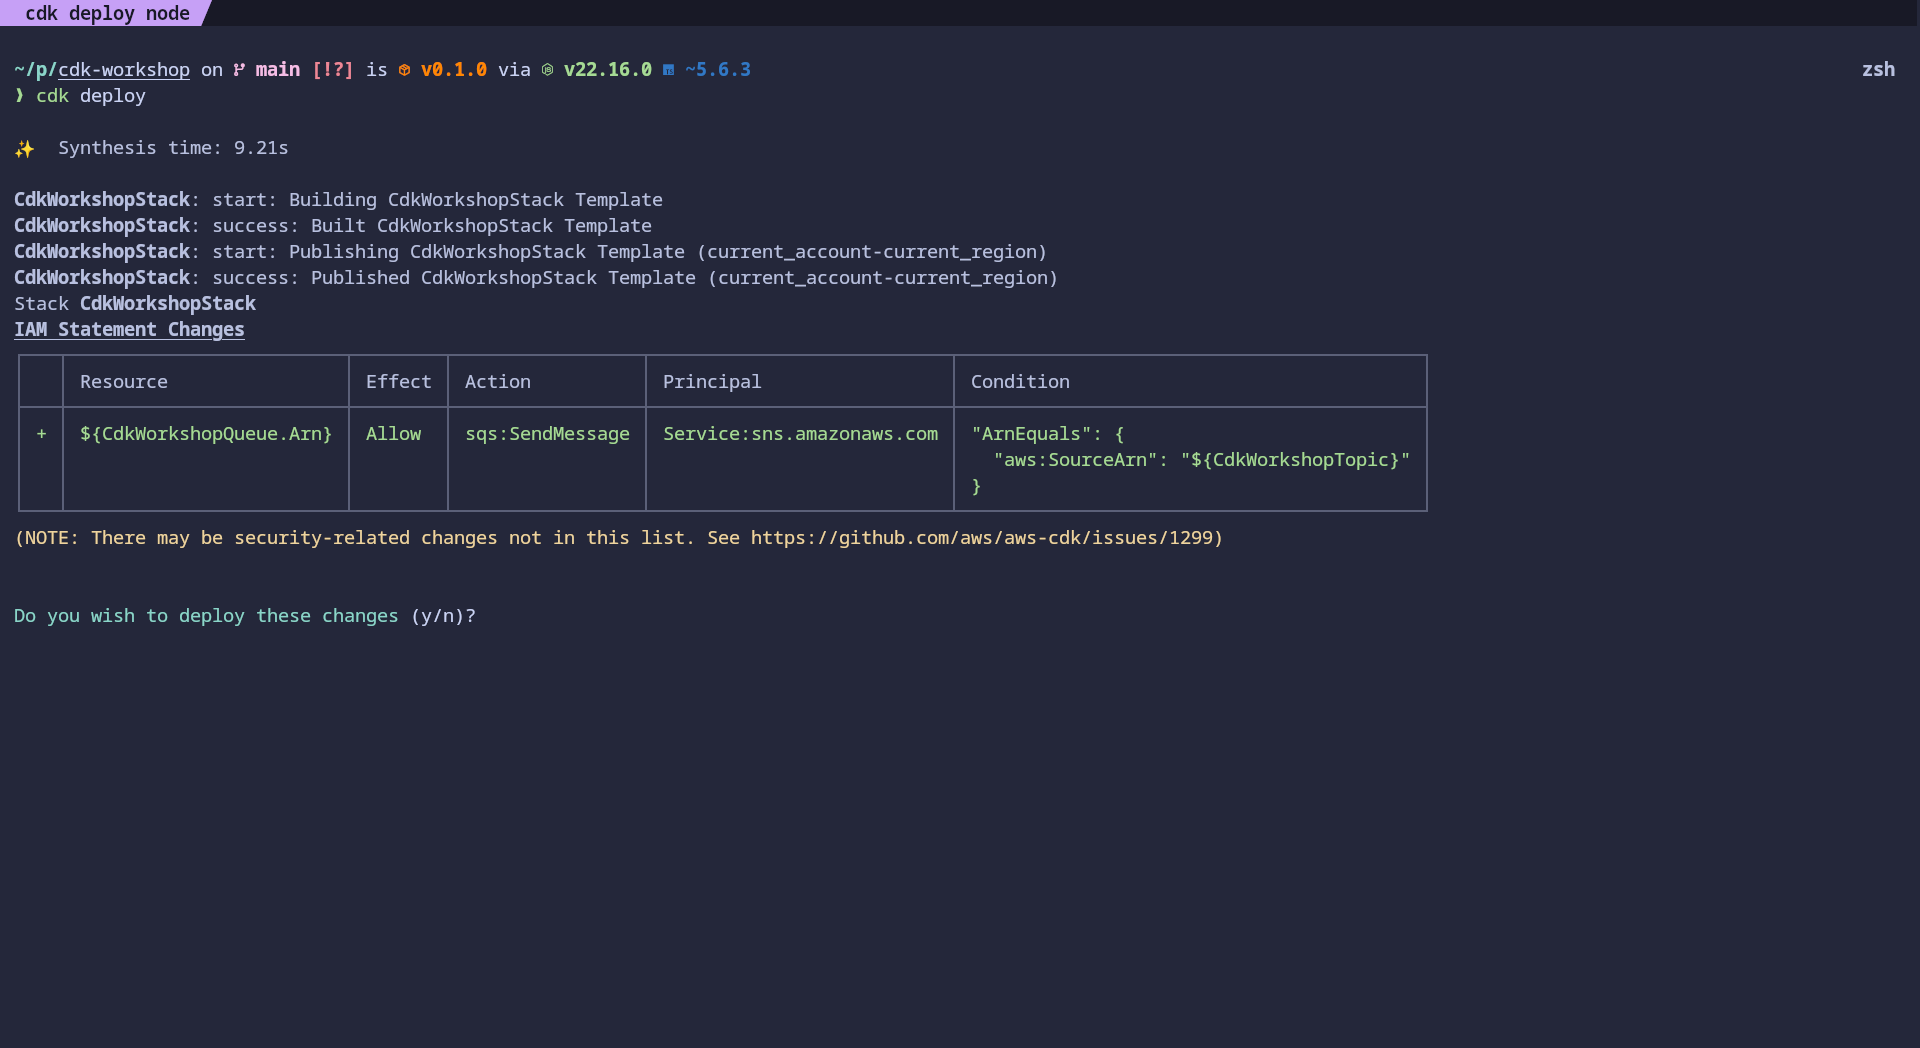 cdk deploy node
~/p/cdk-workshop on main [!?] is v0.1.0 via v22.16.0 ~5.6.3 zsh
❱ cdk deploy
✨ Synthesis time: 9.21s
CdkWorkshopStack: start: Building CdkWorkshopStack Template
CdkWorkshopStack: success: Built CdkWorkshopStack Template
CdkWorkshopStack: start: Publishing CdkWorkshopStack Template (current_account-current_region)
CdkWorkshopStack: success: Published CdkWorkshopStack Template (current_account-current_region)
Stack CdkWorkshopStack
IAM Statement Changes
Resource Effect Action Principal Condition
+ ${CdkWorkshopQueue.Arn} Allow sqs:SendMessage Service:sns.amazonaws.com "ArnEquals": {
"aws:SourceArn": "${CdkWorkshopTopic}"
}
(NOTE: There may be security-related changes not in this list. See https://github.com/aws/aws-cdk/issues/1299)
Do you wish to deploy these changes (y/n)?